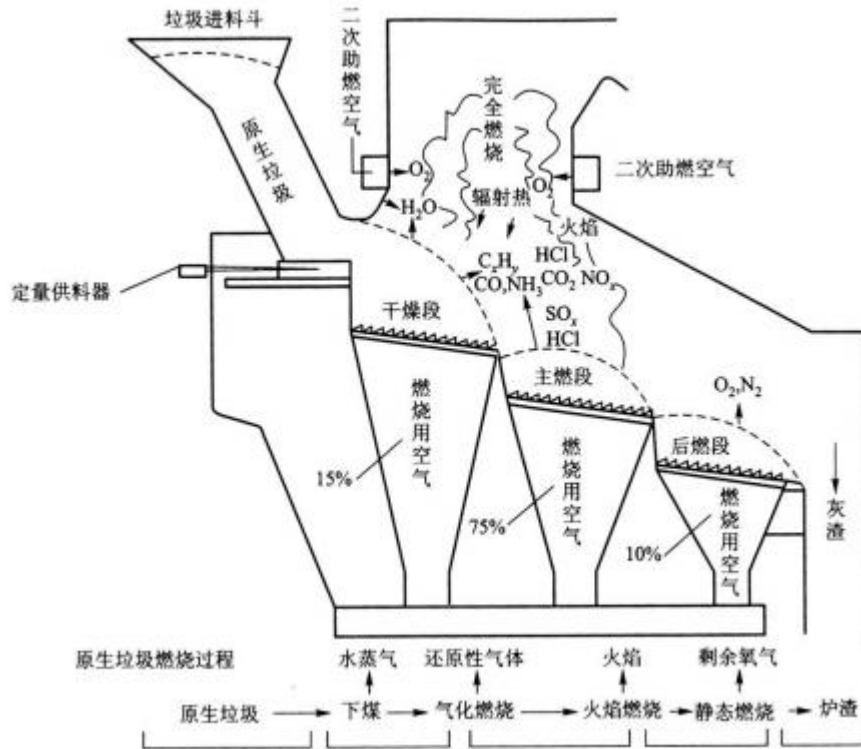 垃圾进料斗
二次助燃空气
原生垃圾
完全燃烧
O₂
O₂
二次助燃空气
H₂O
辐射热
火焰
CₓHᵧ
HCl
CO,NH₃
CO₂ NOₓ
定量供料器
干燥段
SOₓ
HCl
主燃段
O₂,N₂
后燃段
燃烧用空气
15%
燃烧用空气
75%
燃烧用空气
10%
灰渣
原生垃圾燃烧过程
水蒸气 还原性气体 火焰 剩余氧气
原生垃圾 下煤 气化燃烧 火焰燃烧 静态燃烧 炉渣